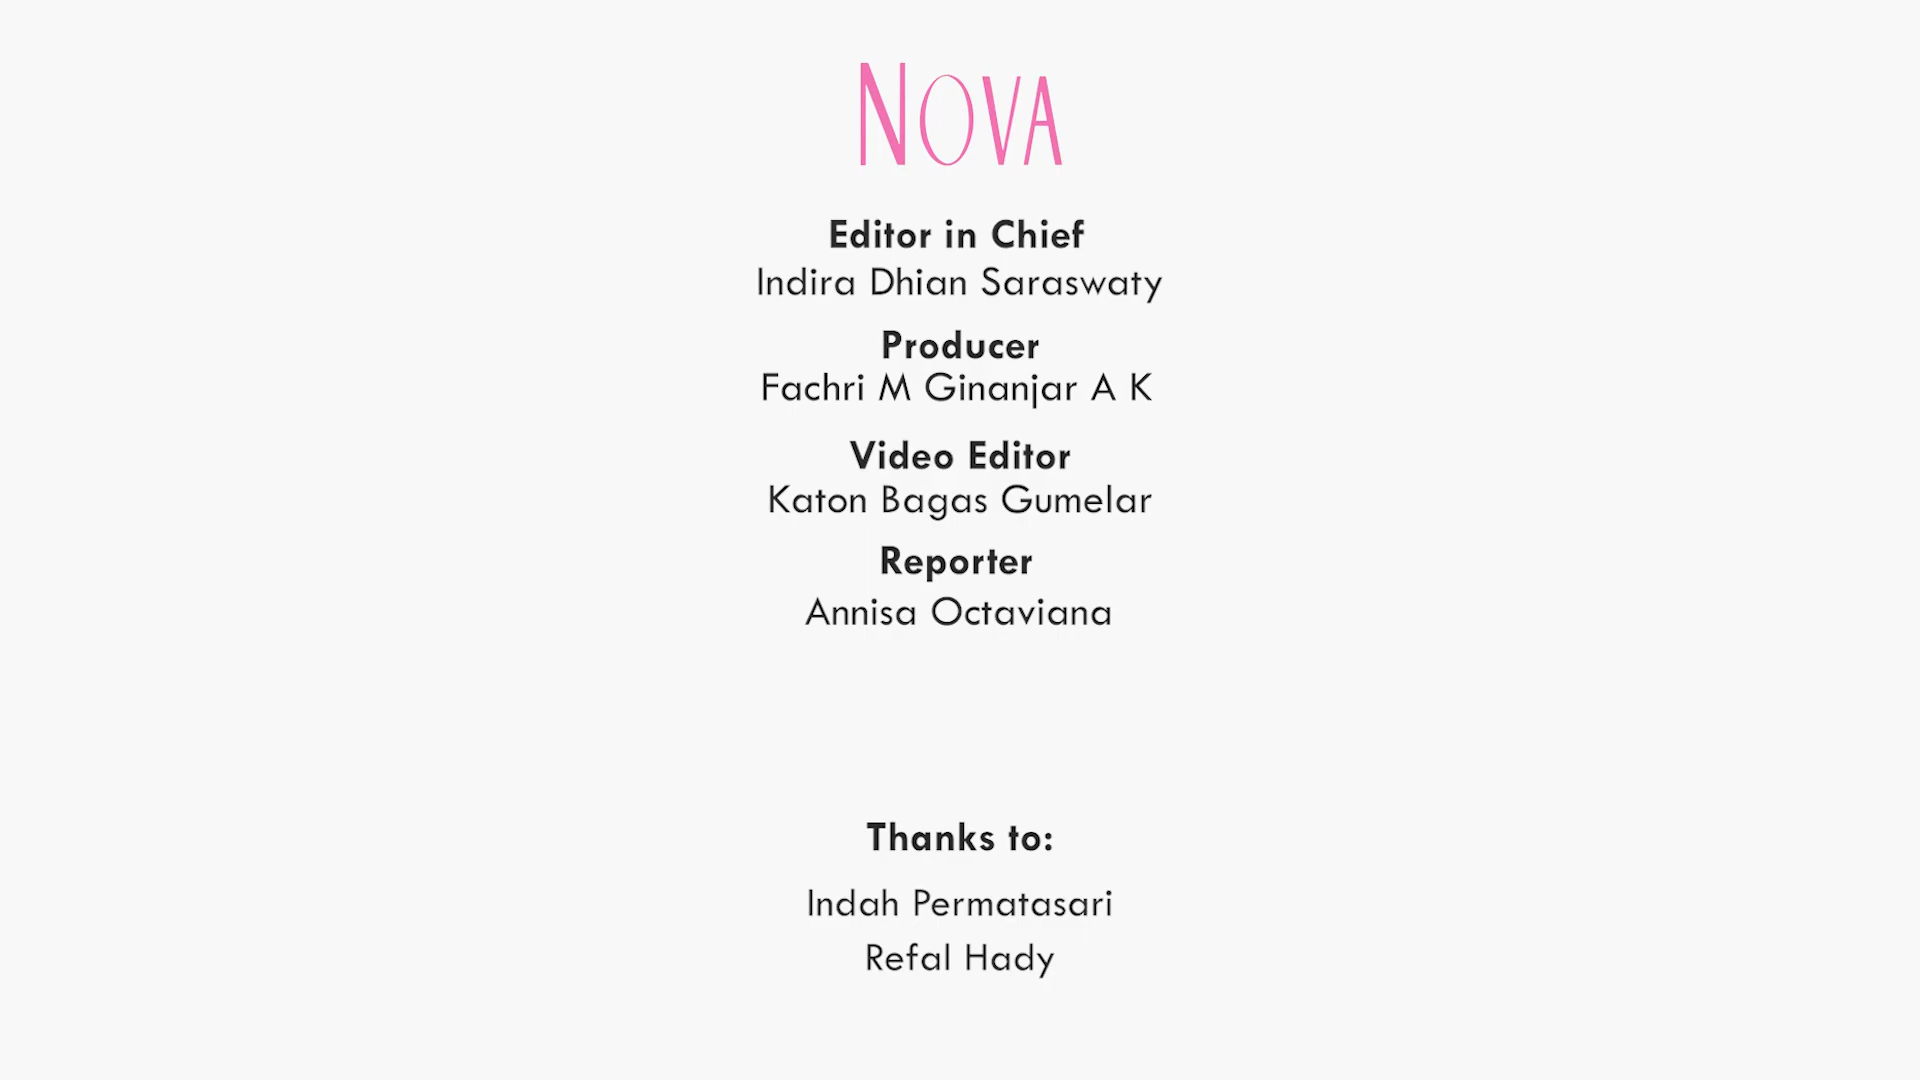 NOVA
Editor in Chief
Indira Dhian Saraswaty
Producer
Fachri M Ginanjar A K
Video Editor
Katon Bagas Gumelar
Reporter
Annisa Octaviana
Thanks to:
Indah Permatasari
Refal Hady